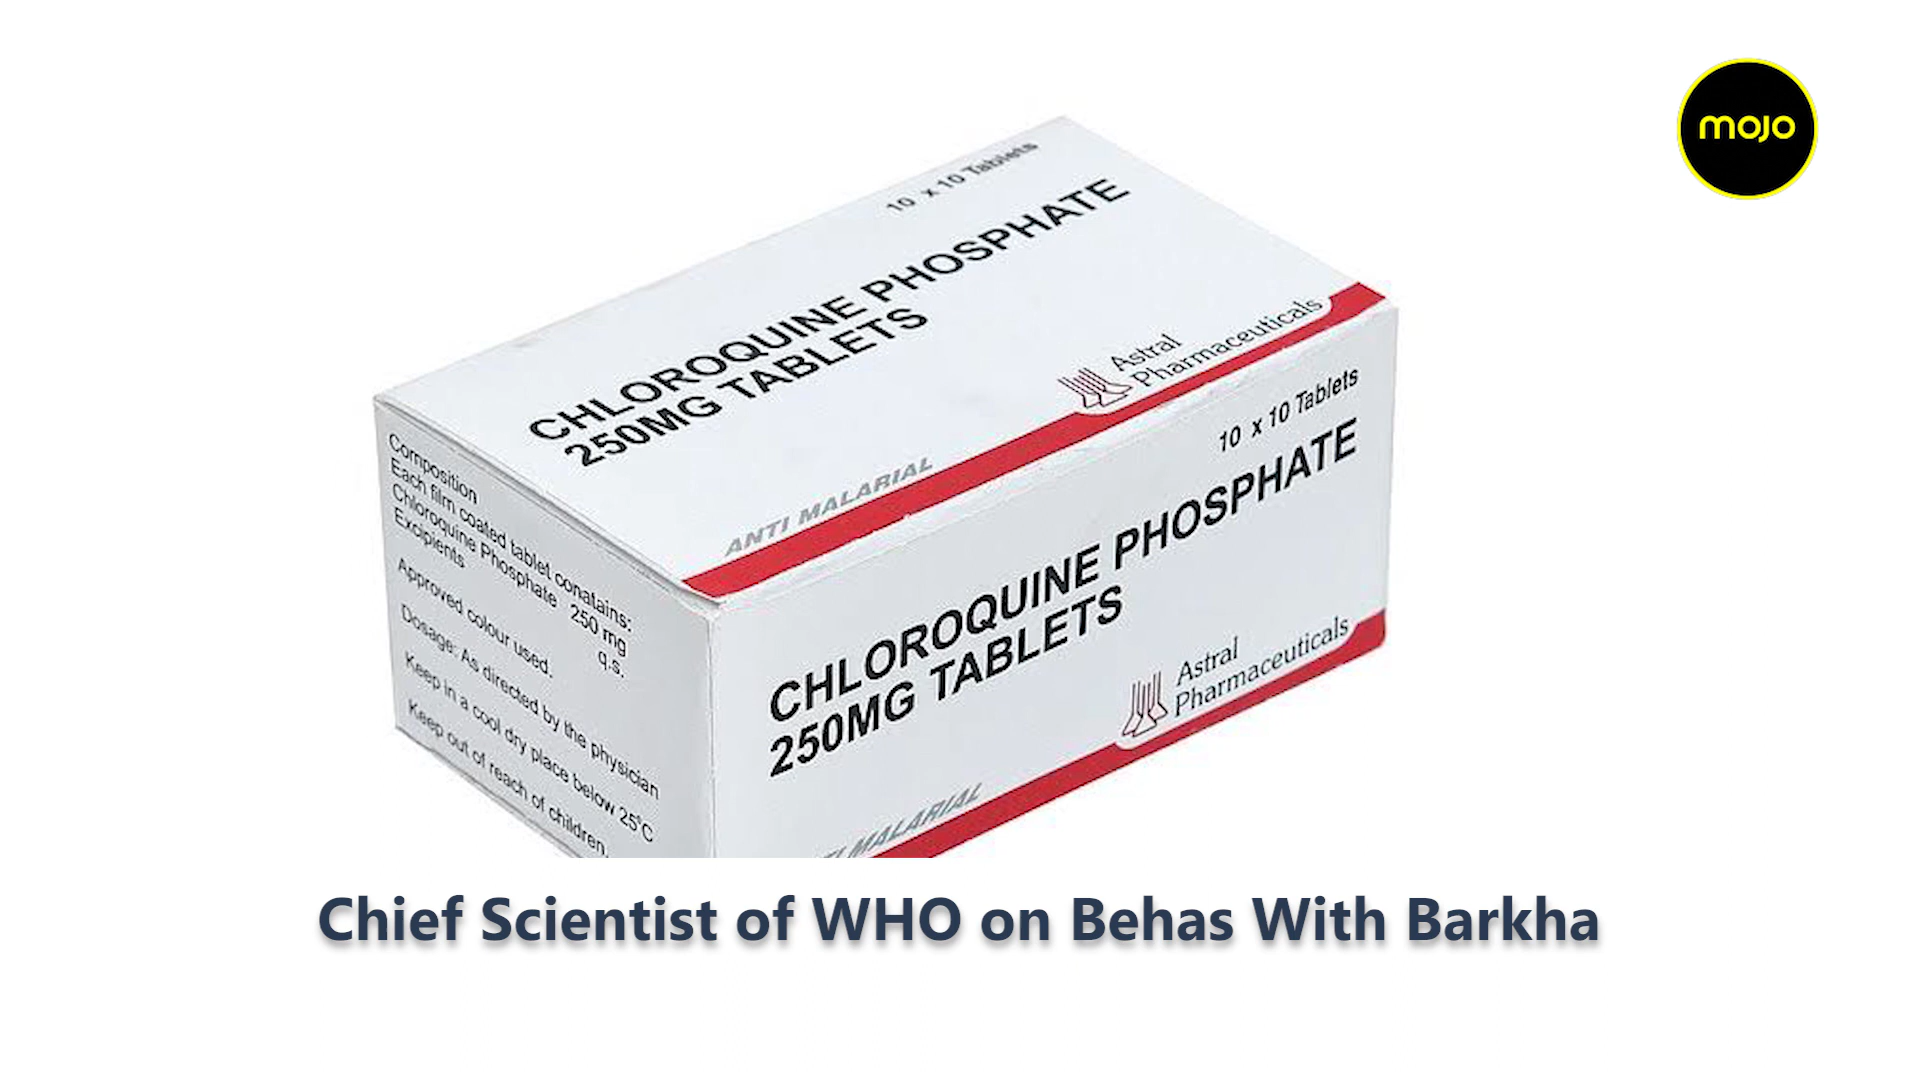 mojo
10 x 10 Tablets
CHLOROQUINE PHOSPHATE
250MG TABLETS
Astral
Pharmaceuticals
ANTI MALARIAL
10 x 10 Tablets
CHLOROQUINE PHOSPHATE
250MG TABLETS
Astral
Pharmaceuticals
TI MALARIAL
Composition
Each film coated tablet conatains:
Chloroquine Phosphate 250 mg
Excipients q.s.
Approved colour used.
Dosage: As directed by the physician
Keep in a cool dry place below 25°C
Keep out of reach of children.
Chief Scientist of WHO on Behas With Barkha